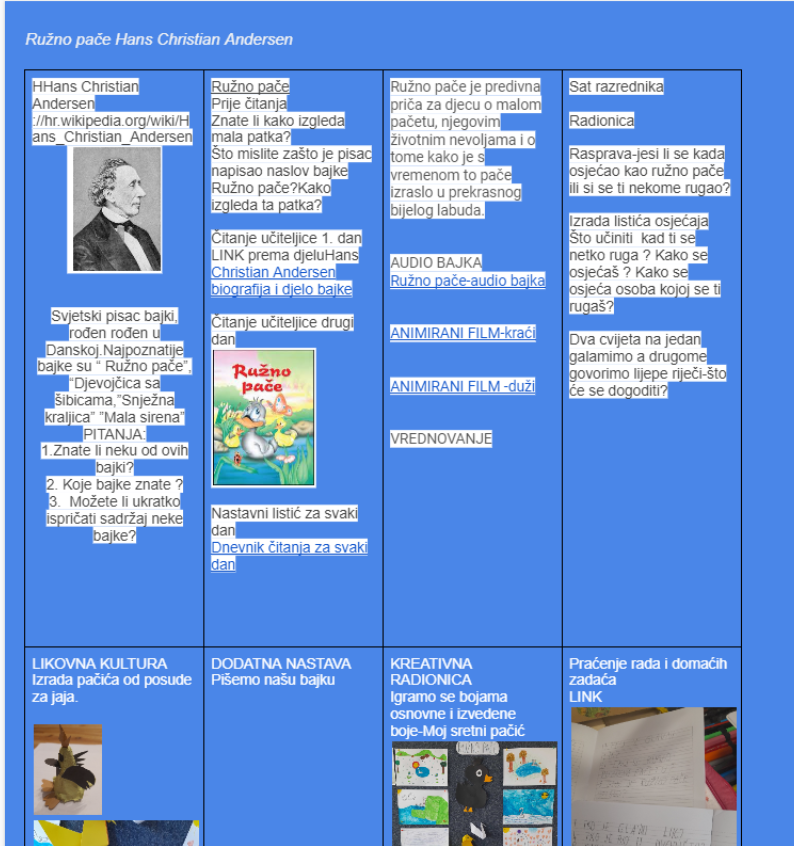 Ružno pače Hans Christian Andersen
HHans Christian
Andersen
://hr.wikipedia.org/wiki/H
ans_Christian_Andersen
Svjetski pisac bajki,
rođen rođen u
Danskoj.Najpoznatije
bajke su “ Ružno pače”,
“Djevojčica sa
šibicama,”Snježna
kraljica” ”Mala sirena”
PITANJA:
1.Znate li neku od ovih
bajki?
2. Koje bajke znate ?
3.  Možete li ukratko
ispričati sadržaj neke
bajke?
Ružno pače
Prije čitanja
Znate li kako izgleda
mala patka?
Što mislite zašto je pisac
napisao naslov bajke
Ružno pače?Kako
izgleda ta patka?
Čitanje učiteljice 1. dan
LINK prema djeluHans
Christian Andersen
biografija i djelo bajke
Čitanje učiteljice drugi
dan
Ružno
pače
Nastavni listić za svaki
dan
Dnevnik čitanja za svaki
dan
Ružno pače je predivna
priča za djecu o malom
pačetu, njegovim
životnim nevoljama i o
tome kako je s
vremenom to pače
izraslo u prekrasnog
bijelog labuda.
AUDIO BAJKA
Ružno pače-audio bajka
ANIMIRANI FILM-kraći
ANIMIRANI FILM -duži
VREDNOVANJE
Sat razrednika
Radionica
Rasprava-jesi li se kada
osjećao kao ružno pače
ili si se ti nekome rugao?
Izrada listića osjećaja
Što učiniti  kad ti se
netko ruga ? Kako se
osjećaš ? Kako se
osjeća osoba kojoj se ti
rugaš?
Dva cvijeta na jedan
galamimo a drugome
govorimo lijepe riječi-što
će se dogoditi?
LIKOVNA KULTURA
Izrada pačića od posude
za jaja.
DODATNA NASTAVA
Pišemo našu bajku
KREATIVNA
RADIONICA
Igramo se bojama
osnovne i izvedene
boje-Moj sretni pačić
Praćenje rada i domaćih
zadaća
LINK